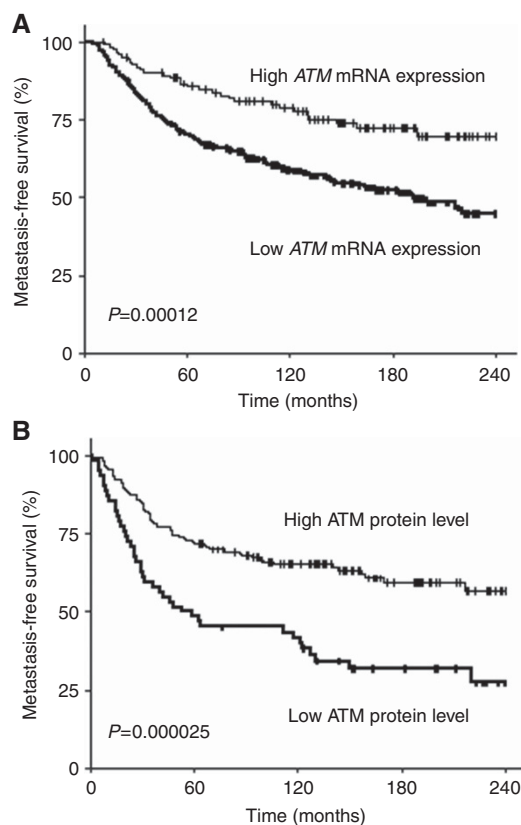 A
Metastasis-free survival (%)
100
75
50
25
0
High ATM mRNA expression
Low ATM mRNA expression
P=0.00012
0 60 120 180 240
Time (months)
B
Metastasis-free survival (%)
100
75
50
25
0
High ATM protein level
Low ATM protein level
P=0.000025
0 60 120 180 240
Time (months)